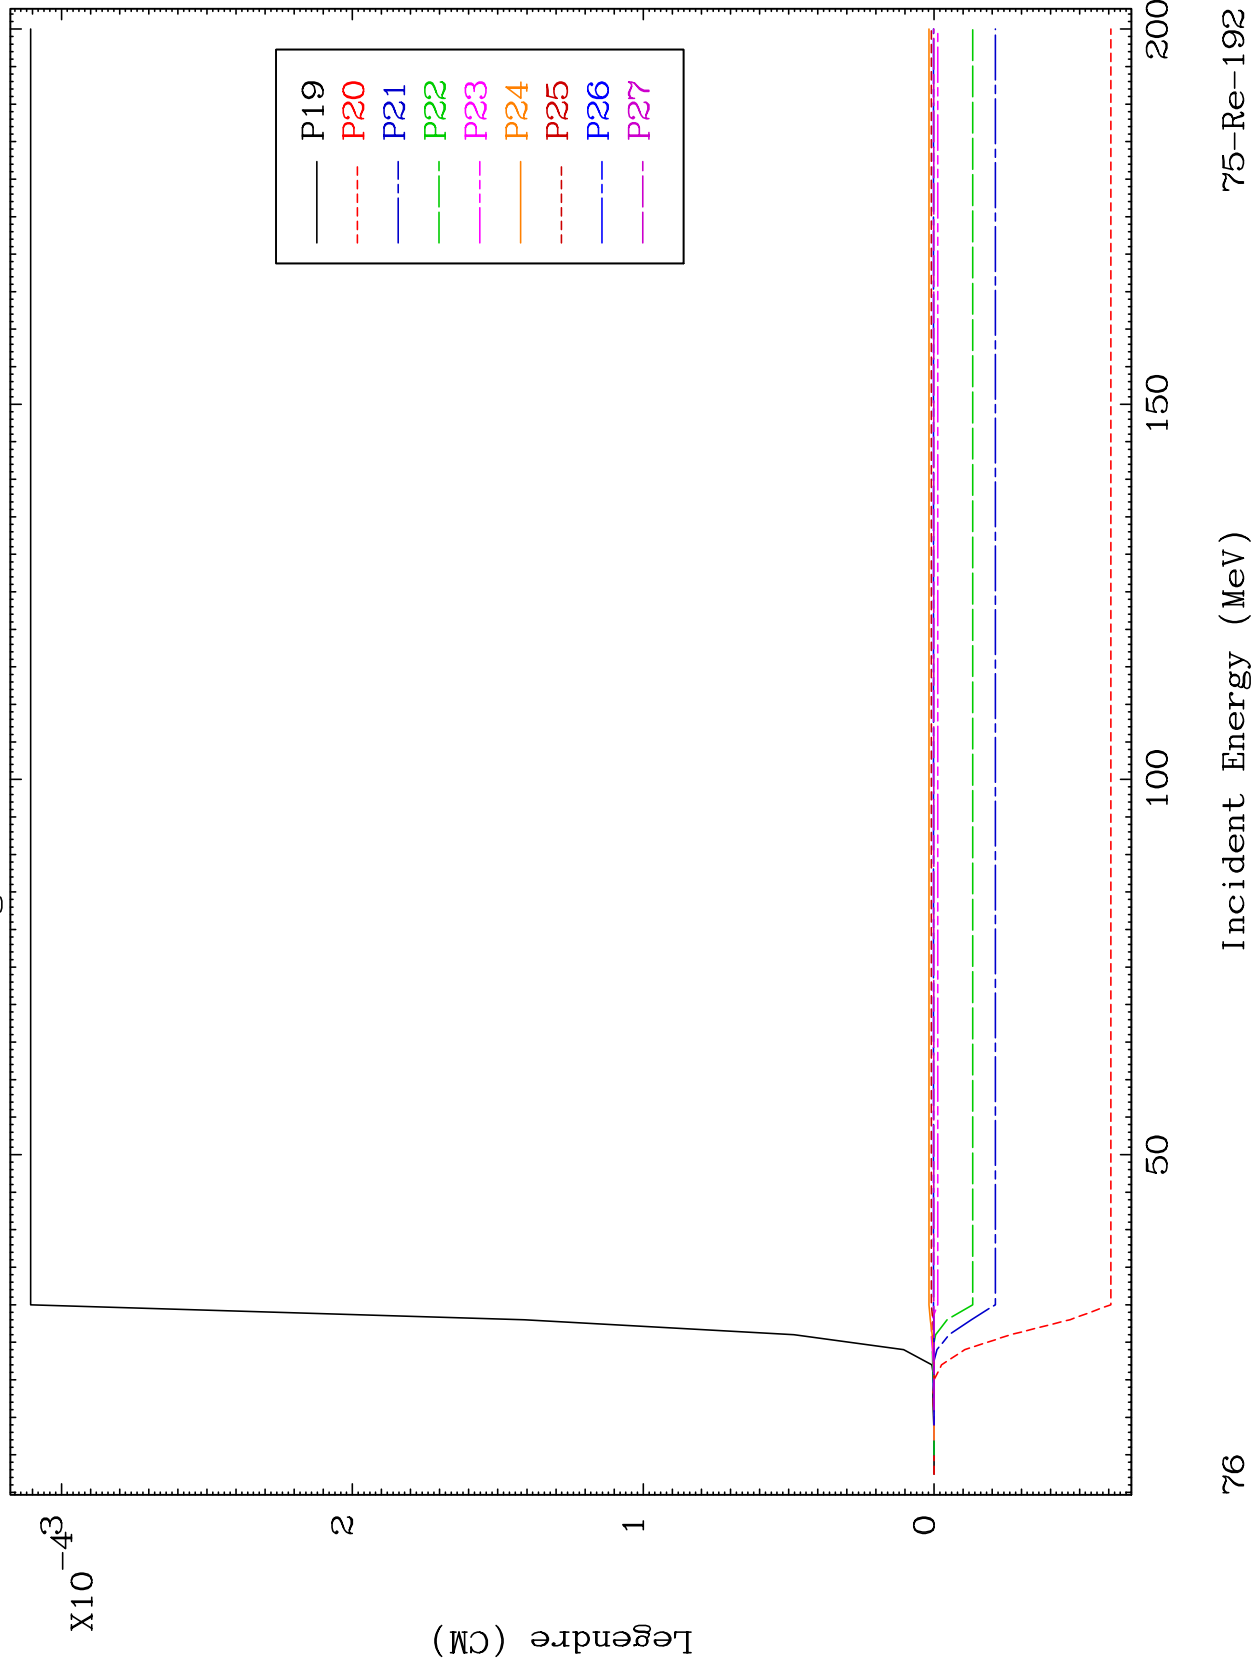 X10⁻⁴
3
2
1
0
Legendre (CM)
P19
P20
P21
P22
P23
P24
P25
P26
P27
50
100
150
200
Incident Energy (MeV)
76
75-Re-192